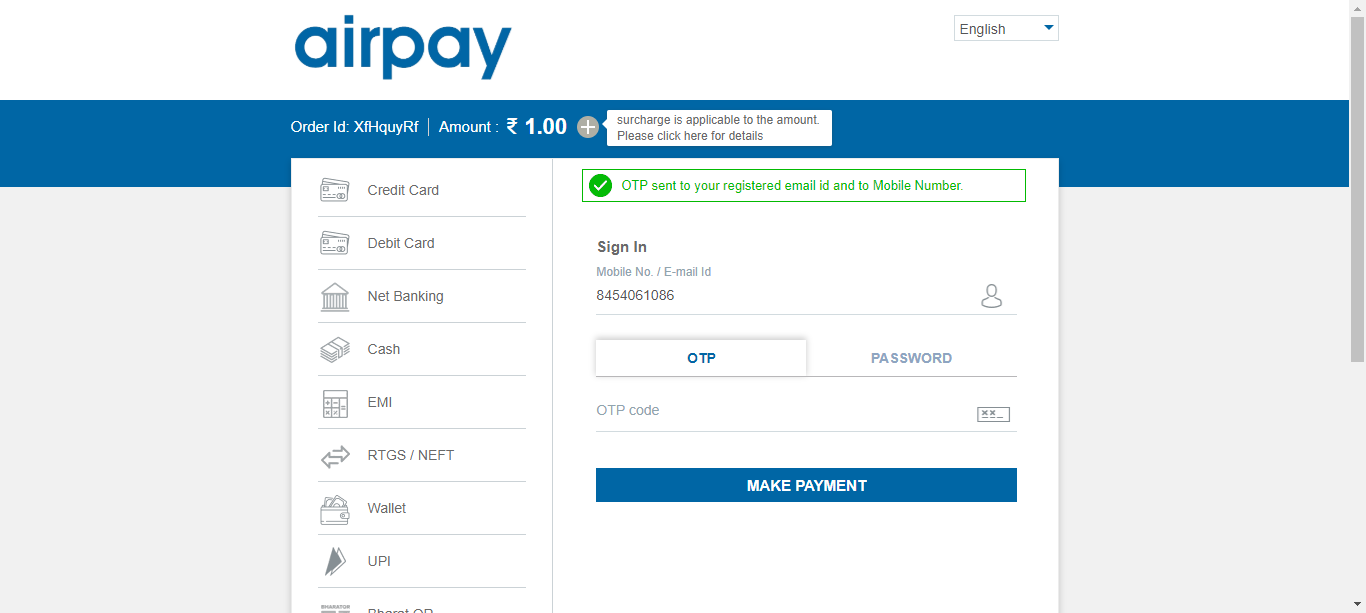 airpay
English
Order Id: XfHquyRf | Amount : ₹ 1.00
surcharge is applicable to the amount.
Please click here for details
Credit Card
Debit Card
Net Banking
Cash
EMI
RTGS / NEFT
Wallet
UPI
BHARATQR
Bharat QR
OTP sent to your registered email id and to Mobile Number.
Sign In
Mobile No. / E-mail Id
8454061086
OTP
PASSWORD
OTP code
MAKE PAYMENT